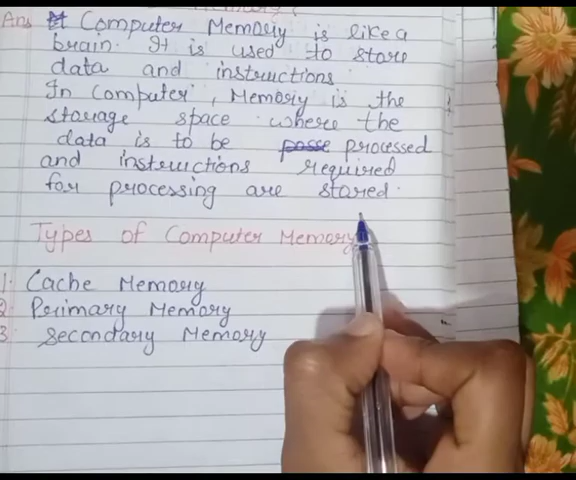 Ans Computer Memory is like a
brain. It is used to store
data and instructions
In Computer, Memory is the
storage space where the
data is to be processed
and instructions required
for processing are stored.
Types of Computer Memory
1. Cache Memory
2. Primary Memory
3. Secondary Memory